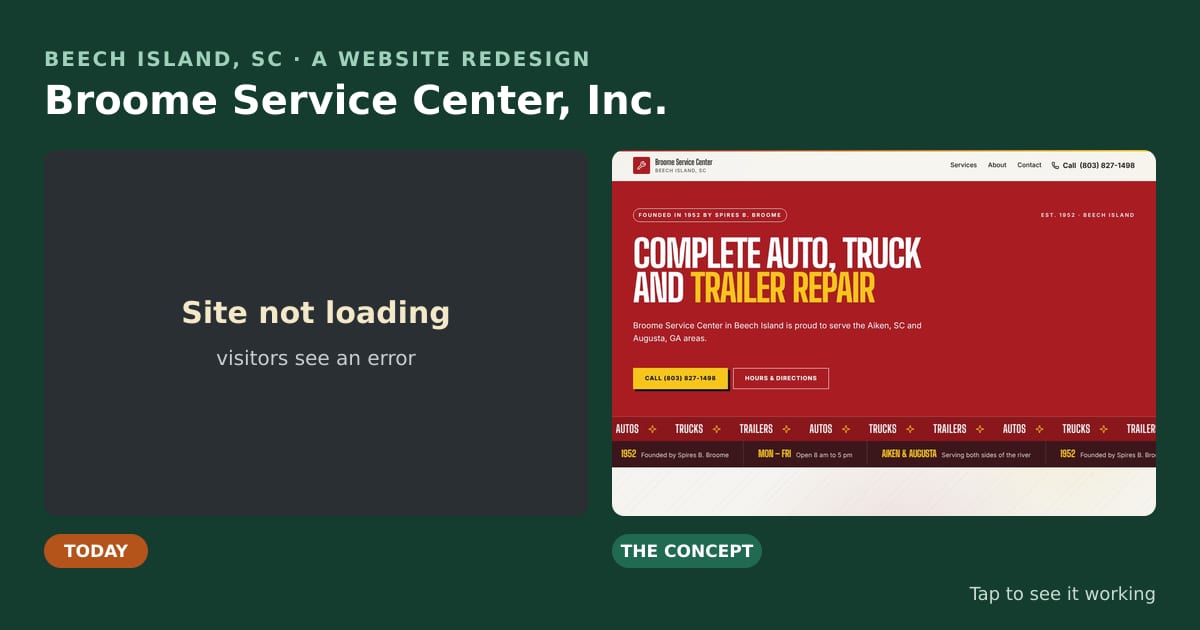 BEECH ISLAND, SC · A WEBSITE REDESIGN
Broome Service Center, Inc.
Site not loading
visitors see an error
TODAY
Broome Service Center
BEECH ISLAND, SC
Services About Contact Call (803) 827-1498
FOUNDED IN 1952 BY SPIRES B. BROOME
EST. 1952 · BEECH ISLAND
COMPLETE AUTO, TRUCK
AND TRAILER REPAIR
Broome Service Center in Beech Island is proud to serve the Aiken, SC and
Augusta, GA areas.
CALL (803) 827-1498
HOURS & DIRECTIONS
AUTOS TRUCKS TRAILERS AUTOS TRUCKS TRAILERS AUTOS TRUCKS TRAILER
1952 Founded by Spires B. Broome MON – FRI Open 8 am to 5 pm AIKEN & AUGUSTA Serving both sides of the river 1952 Founded by Spires B. Broo
THE CONCEPT
Tap to see it working